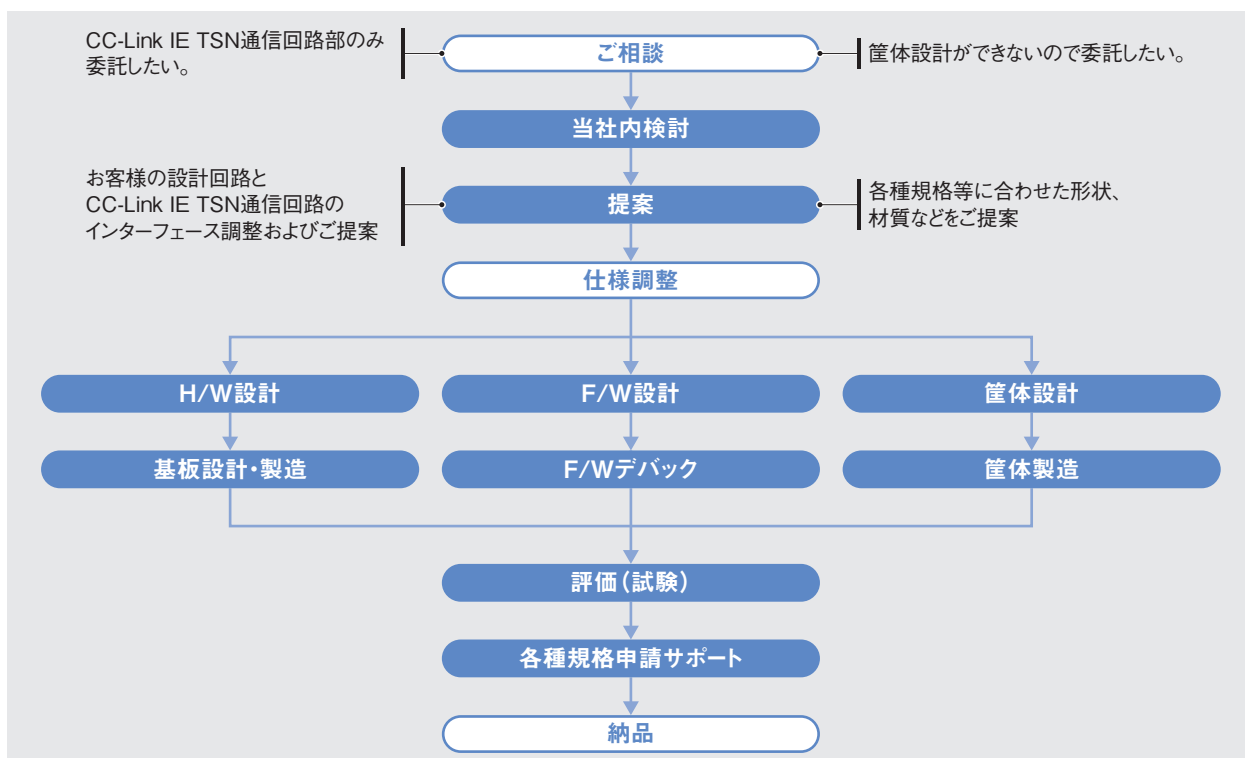 CC-Link IE TSN通信回路部のみ
委託したい。
ご相談
筐体設計ができないので委託したい。
当社内検討
お客様の設計回路と
CC-Link IE TSN通信回路の
インターフェース調整およびご提案
提案
各種規格等に合わせた形状、
材質などをご提案
仕様調整
H/W設計
F/W設計
筐体設計
基板設計・製造
F/Wデバック
筐体製造
評価(試験)
各種規格申請サポート
納品